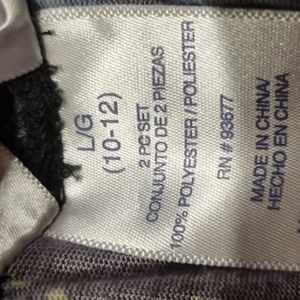 L/G
(10-12)
2 PC SET
CONJUNTO DE 2 PIEZAS
100% POLYESTER / POLIESTER
RN # 93677
MADE IN CHINA/
HECHO EN CHINA